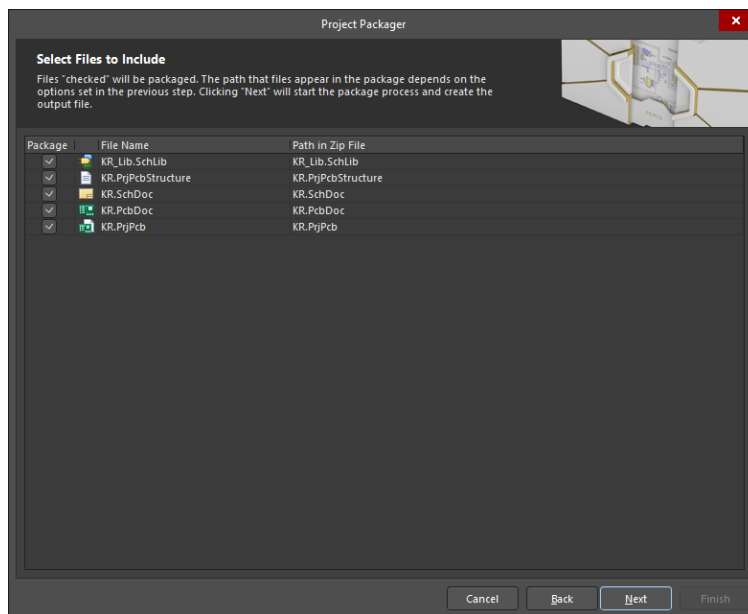 Project Packager
Select Files to Include
Files "checked" will be packaged. The path that files appear in the package depends on the
options set in the previous step. Clicking "Next" will start the package process and create the
output file.
Package File Name Path in Zip File
KR_Lib.SchLib KR_Lib.SchLib
KR.PrjPcbStructure KR.PrjPcbStructure
KR.SchDoc KR.SchDoc
KR.PcbDoc KR.PcbDoc
KR.PrjPcb KR.PrjPcb
Cancel Back Next Finish